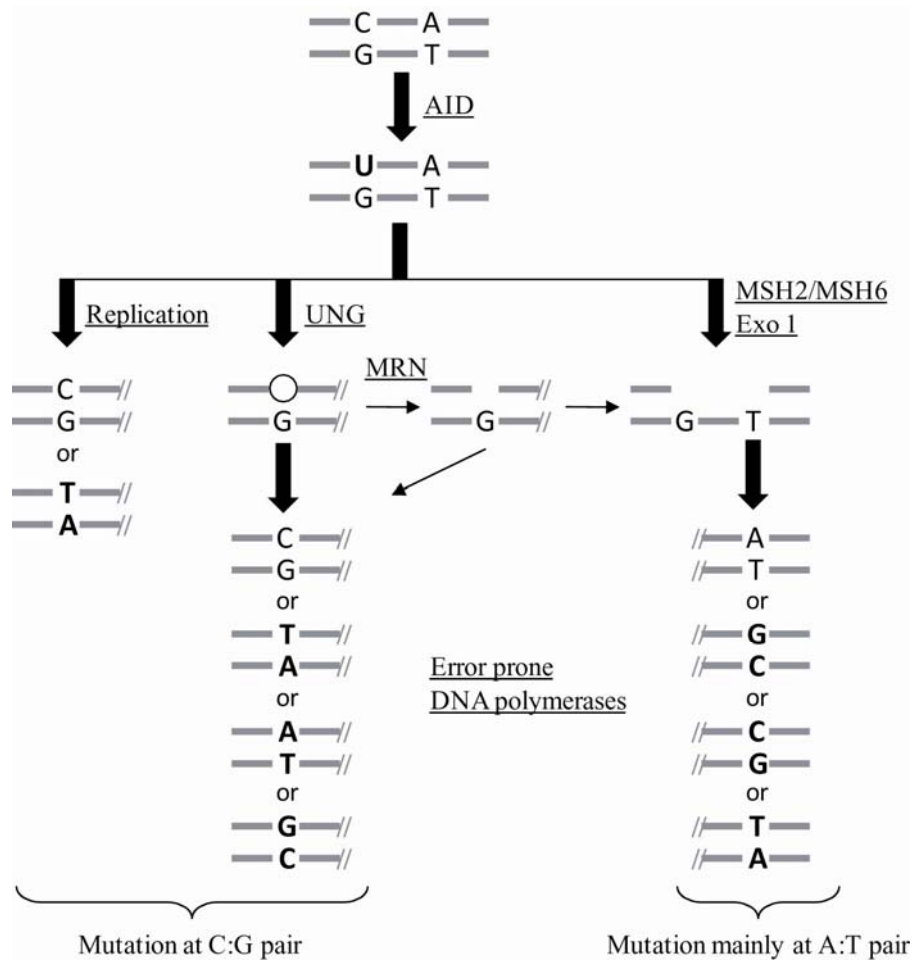 C A
G T
AID
U A
G T
Replication
UNG
MSH2/MSH6
Exo 1
MRN
C
G
or
T
A
G
G
G T
C
G
or
T
A
or
A
T
or
G
C
Error prone
DNA polymerases
A
T
or
G
C
or
C
G
or
T
A
Mutation at C:G pair
Mutation mainly at A:T pair